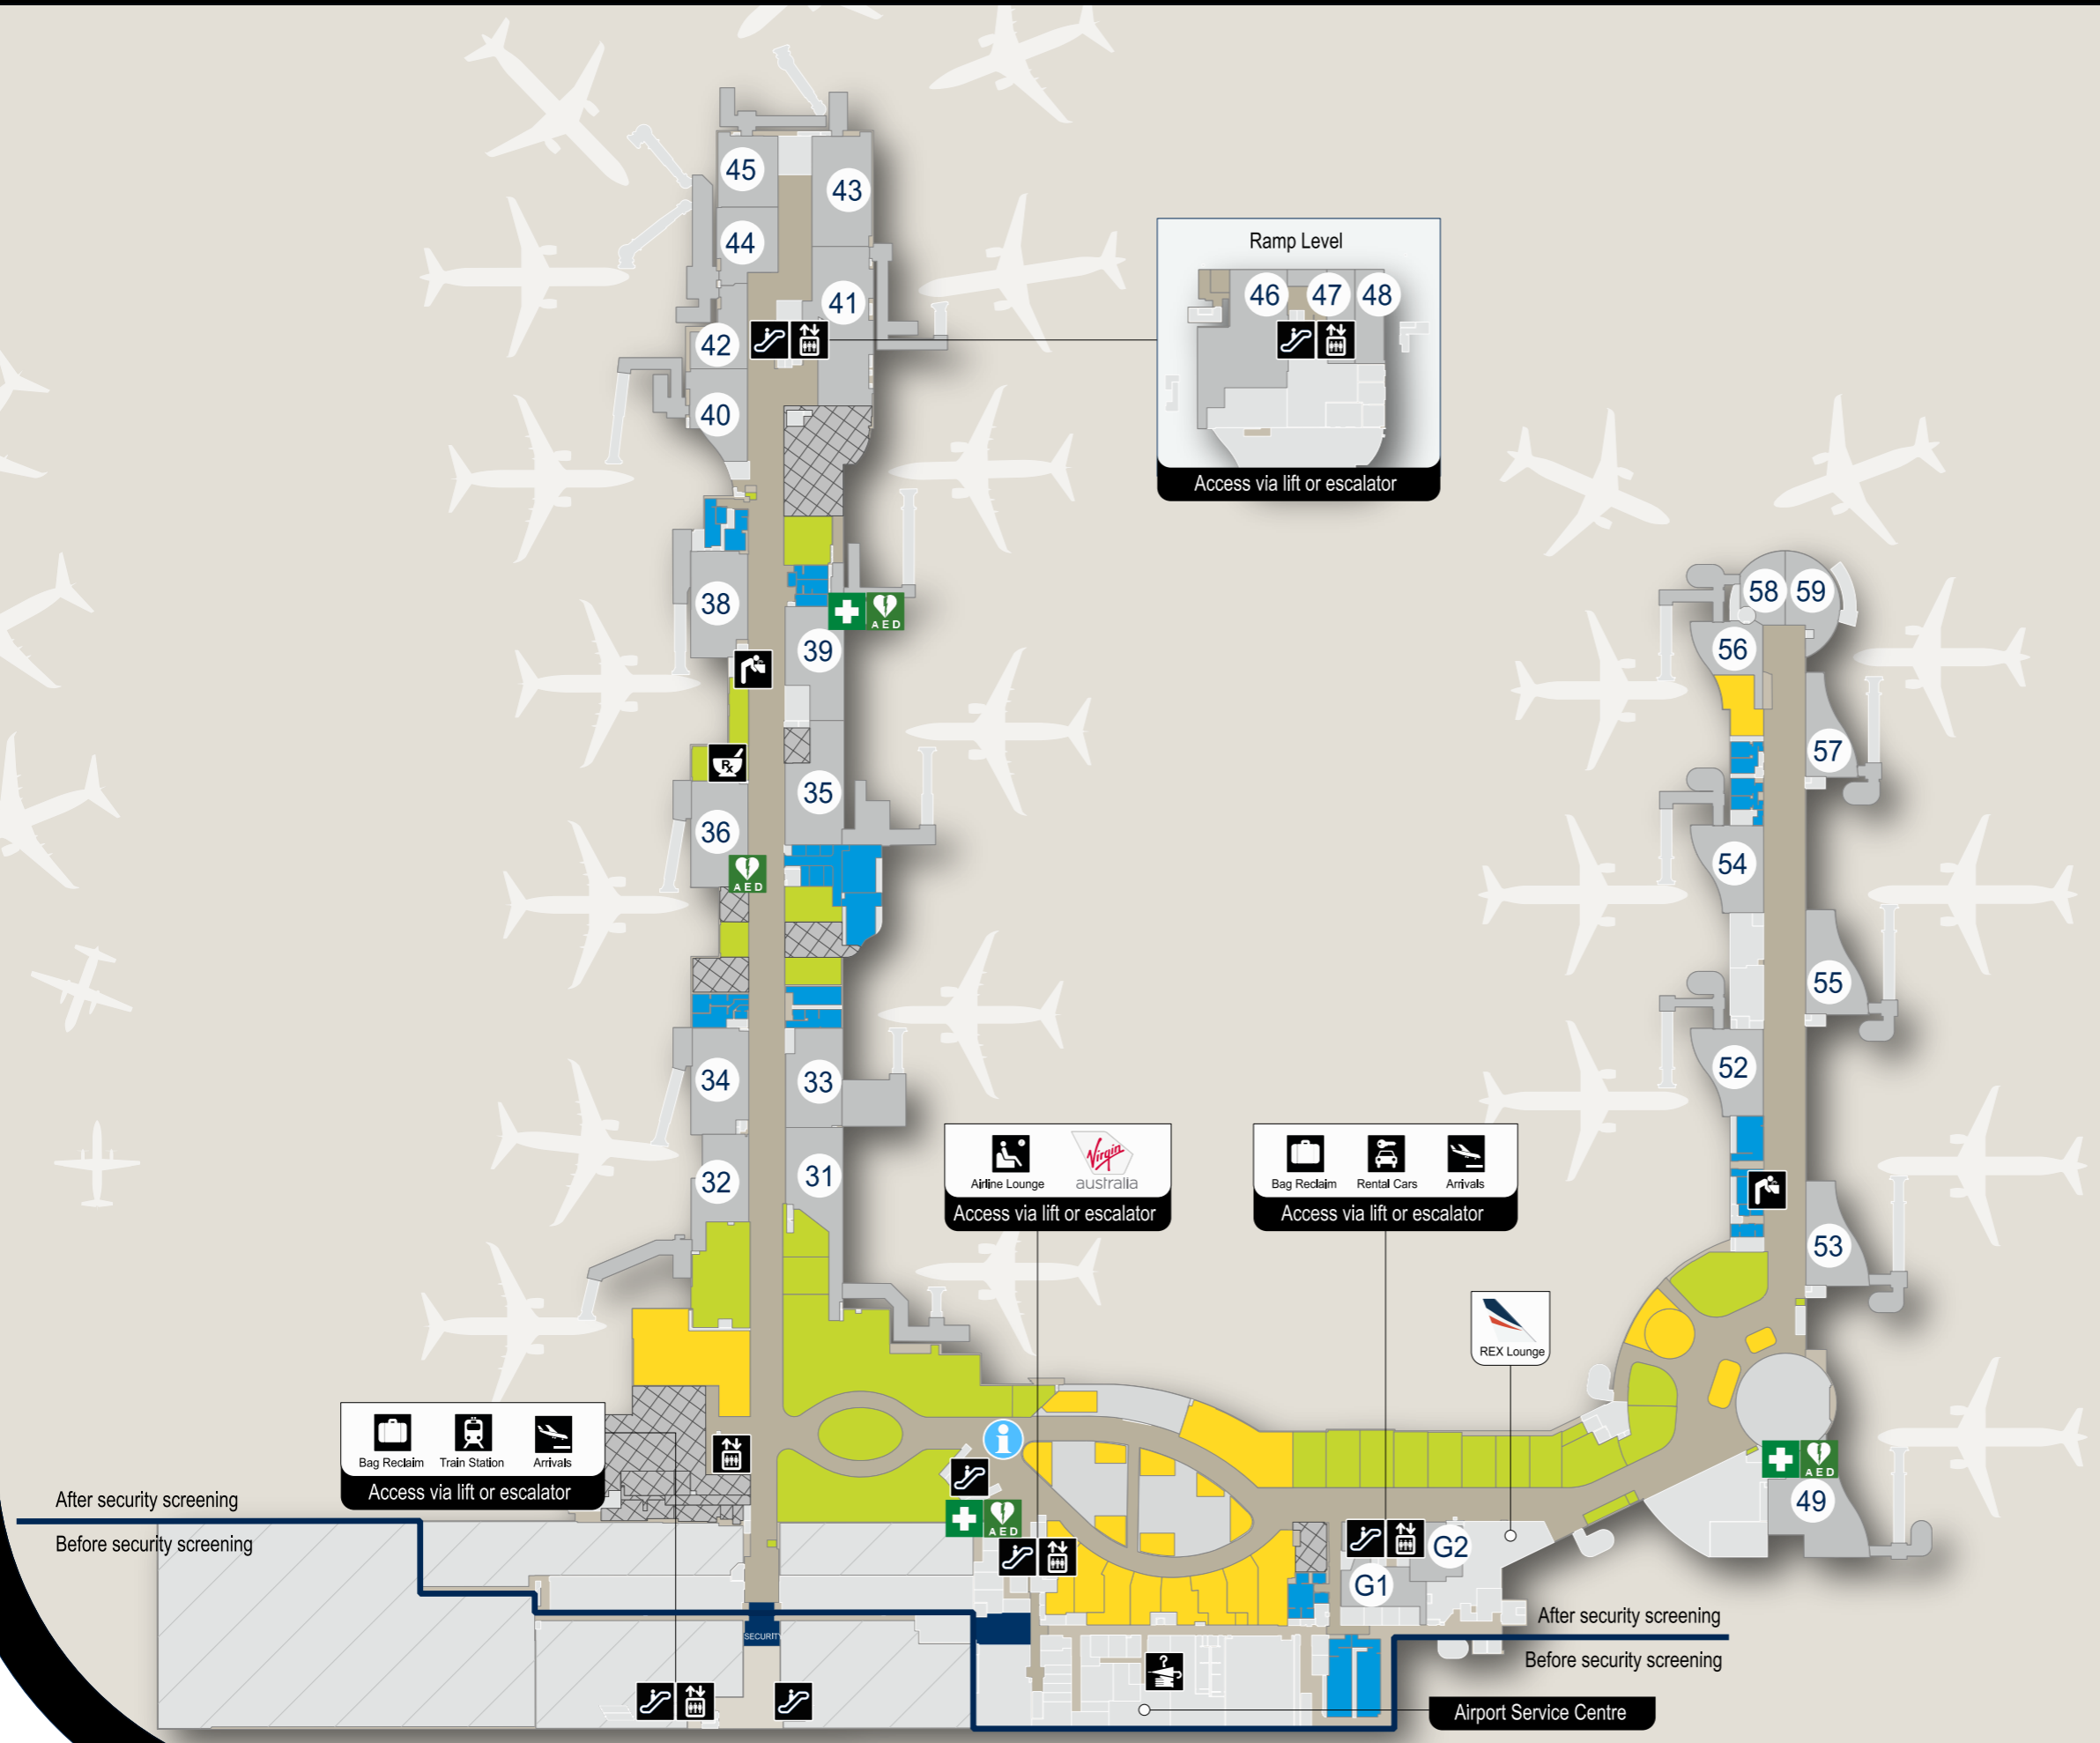 45
43
44
41
42
40
Ramp Level
46
47
48
Access via lift or escalator
38
39
AED
Rx
35
36
AED
34
33
32
31
58
59
56
57
54
55
52
53
Airline Lounge
Virgin
australia
Access via lift or escalator
Bag Reclaim
Rental Cars
Arrivals
Access via lift or escalator
REX Lounge
Bag Reclaim
Train Station
Arrivals
Access via lift or escalator
i
AED
AED
49
G2
G1
After security screening
Before security screening
SECURITY
After security screening
Before security screening
?
Airport Service Centre